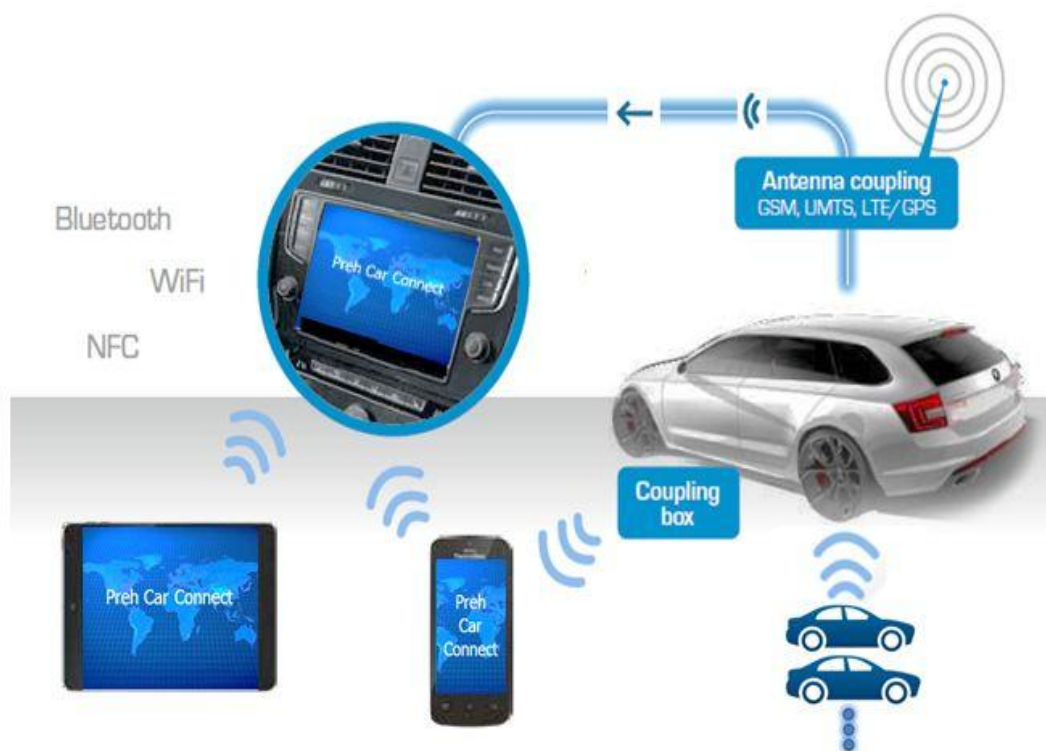 Antenna coupling
GSM, UMTS, LTE/GPS
Bluetooth
WiFi
NFC
Preh Car Connect
Coupling
box
Preh Car Connect
Preh
Car
Connect